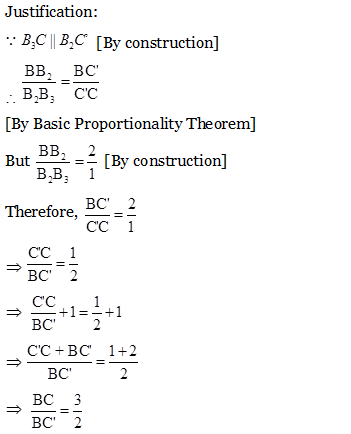 Justification:
∵ B₃C || B₂C' [By construction]
∴ BB₂/B₂B₃ = BC'/C'C
[By Basic Proportionality Theorem]
But BB₂/B₂B₃ = 2/1 [By construction]
Therefore, BC'/C'C = 2/1
⇒ C'C/BC' = 1/2
⇒ C'C/BC' +1 = 1/2 +1
⇒ C'C + BC'/BC' = 1+2/2
⇒ BC/BC' = 3/2